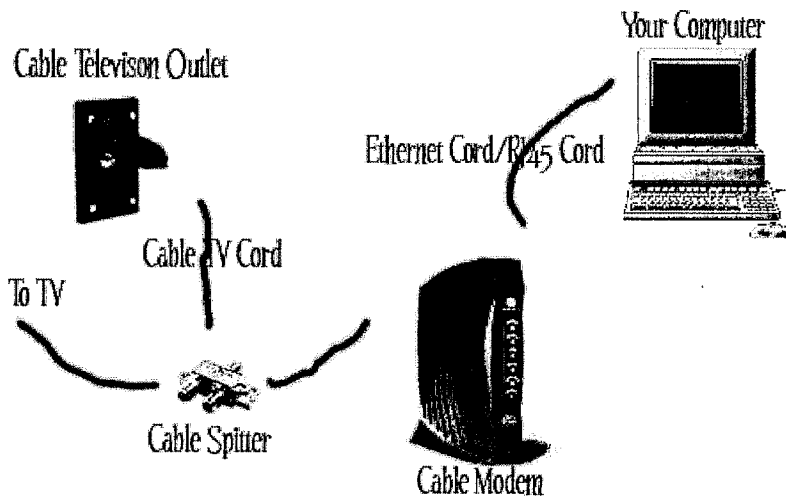 Your Computer
Cable Televison Outlet
Ethernet Cord/RJ45 Cord
Cable TV Cord
To TV
Cable Spitter
Cable Modem